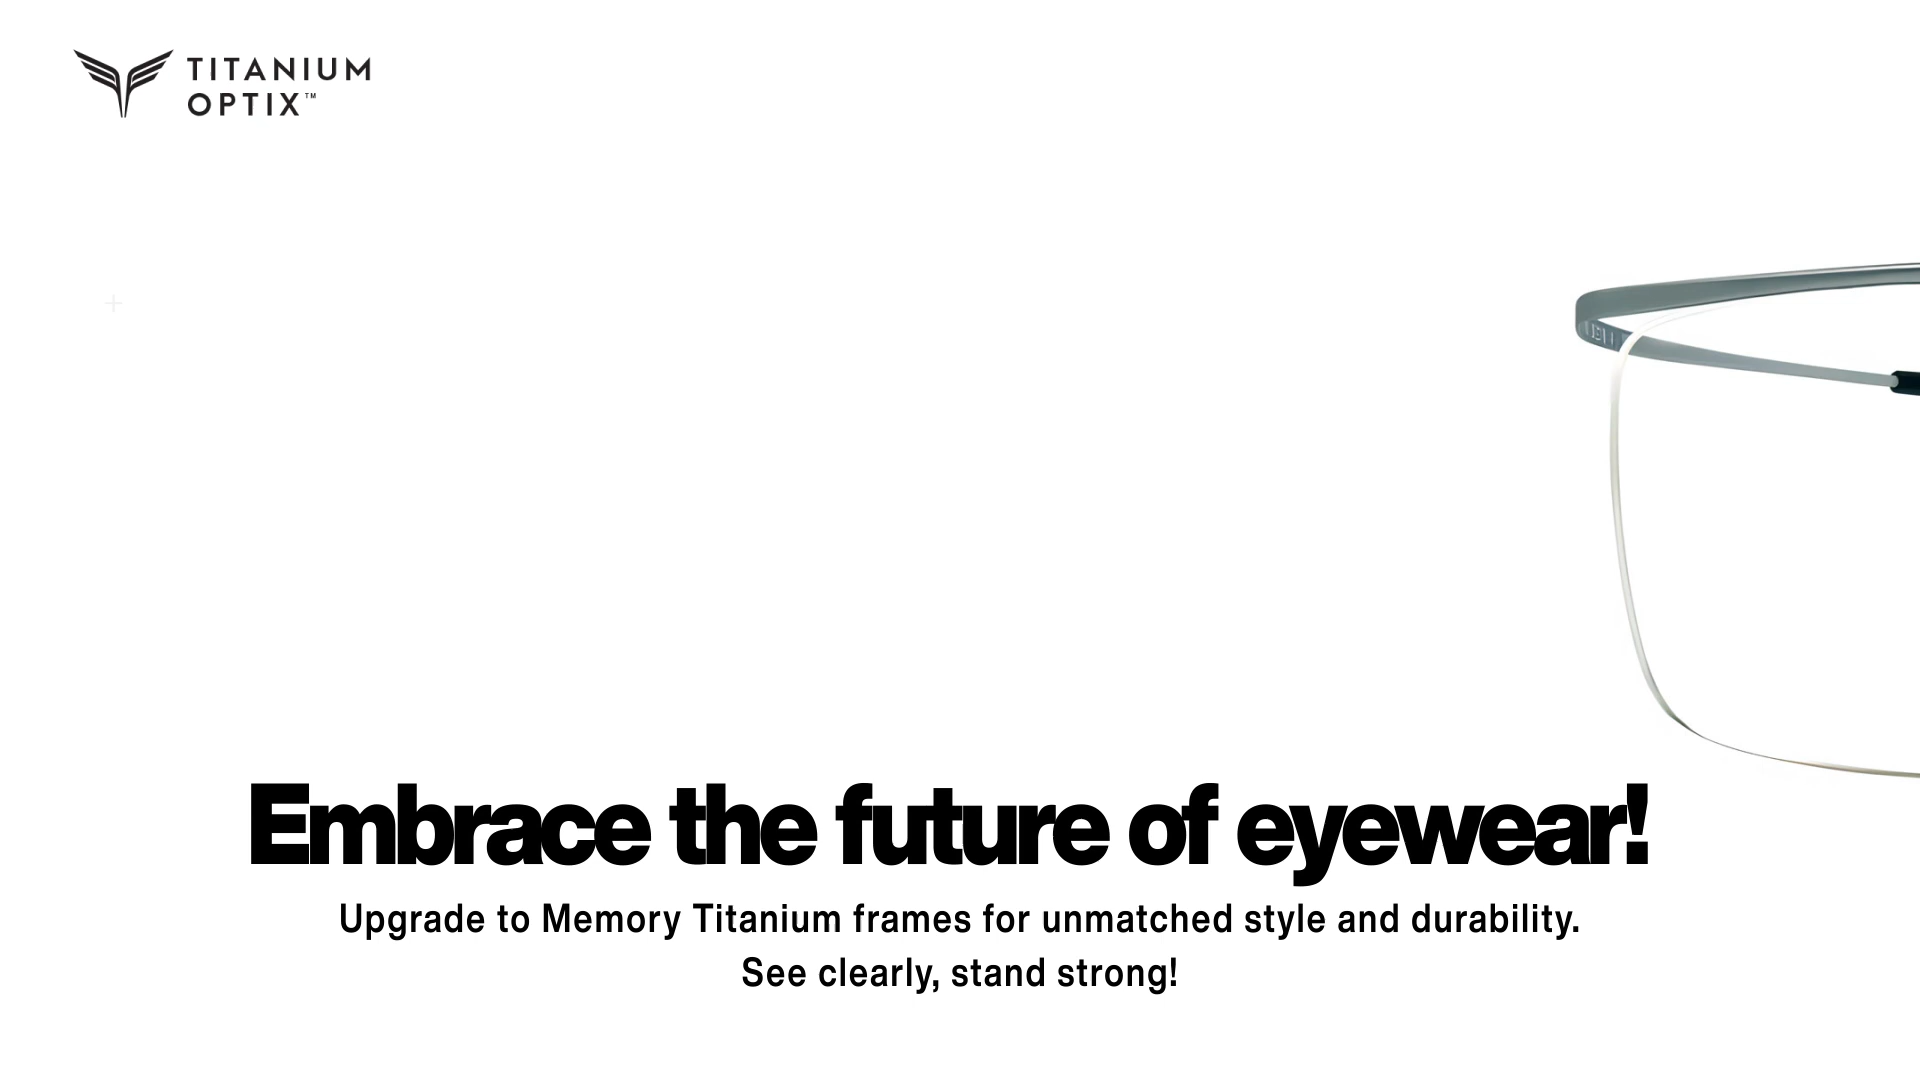 TITANIUM
OPTIX™
Embrace the future of eyewear!
Upgrade to Memory Titanium frames for unmatched style and durability.
See clearly, stand strong!